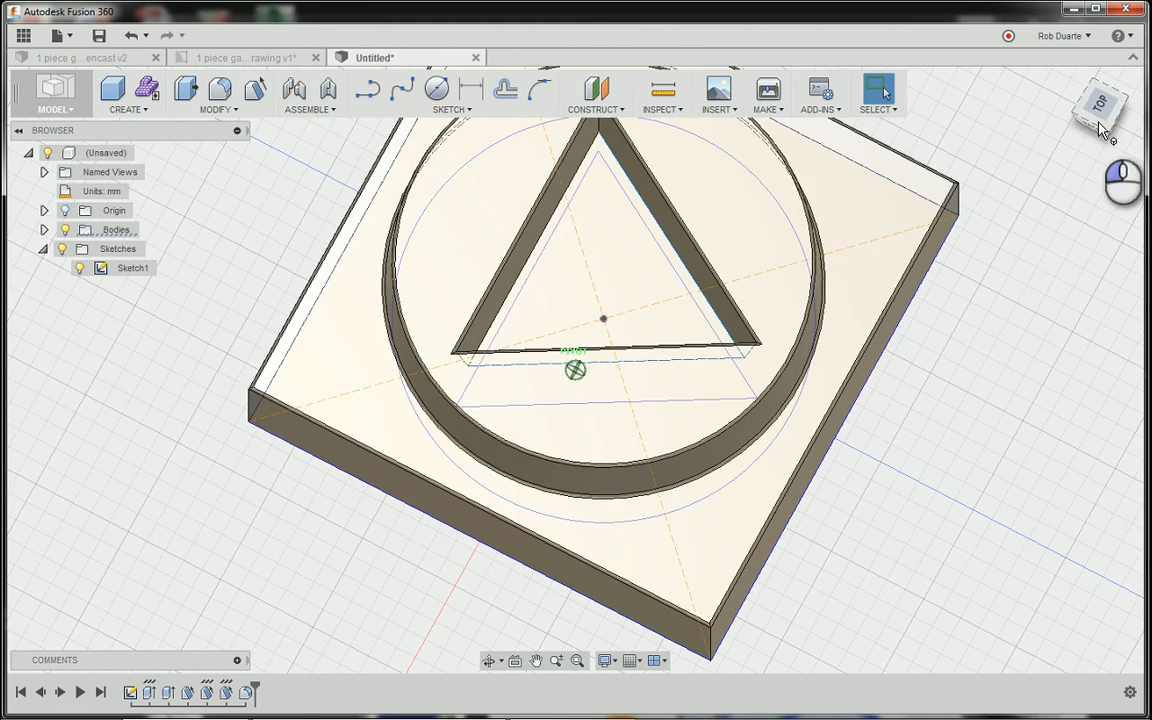 Autodesk Fusion 360
Rob Duarte
1 piece g...encast v2
1 piece ga...rawing v1*
Untitled*
MODEL
CREATE
MODIFY
ASSEMBLE
SKETCH
CONSTRUCT
INSPECT
INSERT
MAKE
ADD-INS
SELECT
TOP
BROWSER
(Unsaved)
Named Views
Units: mm
Origin
Bodies
Sketches
Sketch1
PIVOT
COMMENTS